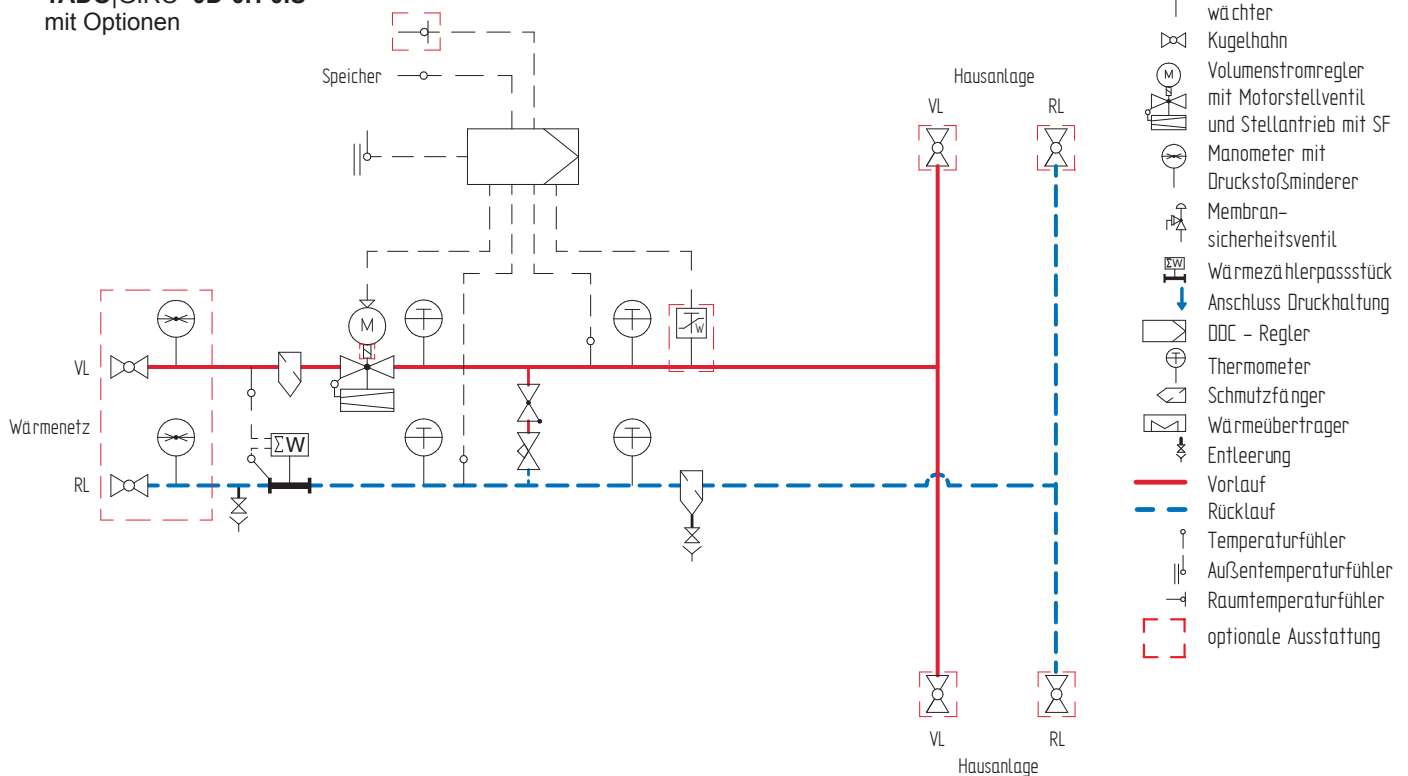 mit Optionen
Speicher
Hausanlage
VL
RL
M
W
VL
Wärmenetz
ΣW
RL
VL
RL
Hausanlage
wächter
Kugelhahn
M
Volumenstromregler
mit Motorstellventil
und Stellantrieb mit SF
Manometer mit
Druckstoßminderer
Membran-
sicherheitsventil
ΣW
Wärmezählerpassstück
Anschluss Druckhaltung
DDC - Regler
Thermometer
Schmutzfänger
Wärmeübertrager
Entleerung
Vorlauf
Rücklauf
Temperaturfühler
Außentemperaturfühler
Raumtemperaturfühler
optionale Ausstattung